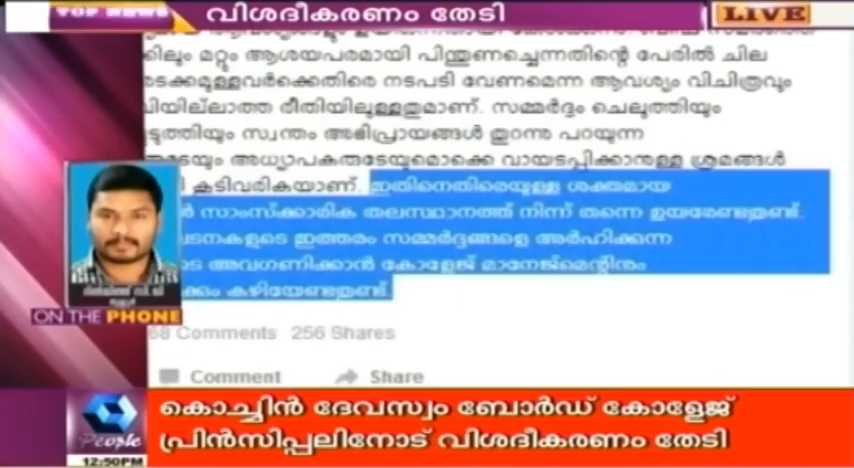 TOP NEWS
വിശദീകരണം തേടി
LIVE
കിലും മറ്റും ആശയപരമായി പിന്തുണച്ചെന്നതിന്റെ പേരിൽ ചില
ടക്കമുള്ളവർക്കെതിരെ നടപടി വേണമെന്ന ആവശ്യം വിചിത്രവും
വിയില്ലാത്ത രീതിയിലുള്ളതുമാണ്. സമ്മർദ്ദം ചെലുത്തിയും
ടുത്തിയും സ്വന്തം അഭിപ്രായങ്ങൾ തുറന്നു പറയുന്ന
അധ്യാപകരുടേയുമൊക്കെ വായടപ്പിക്കാനുള്ള ശ്രമങ്ങൾ
കൂടിവരികയാണ്. ഇതിനെതിരെയുള്ള ശക്തമായ
സാംസ്ക്കാരിക തലസ്ഥാനത്ത് നിന്ന് തന്നെ ഉയരേണ്ടതുണ്ട്.
ടനകളുടെ ഇത്തരം സമ്മർദ്ദങ്ങളെ അർഹിക്കുന്ന
ടെ അവഗണിക്കാൻ കോളേജ് മാനേജ്മെന്റിനും
ക്കും കഴിയേണ്ടതുണ്ട്.
ON THE PHONE
68 Comments 256 Shares
Comment Share
കൊച്ചിൻ ദേവസ്വം ബോർഡ് കോളേജ്
People
പ്രിൻസിപ്പലിനോട് വിശദീകരണം തേടി
12:50PM